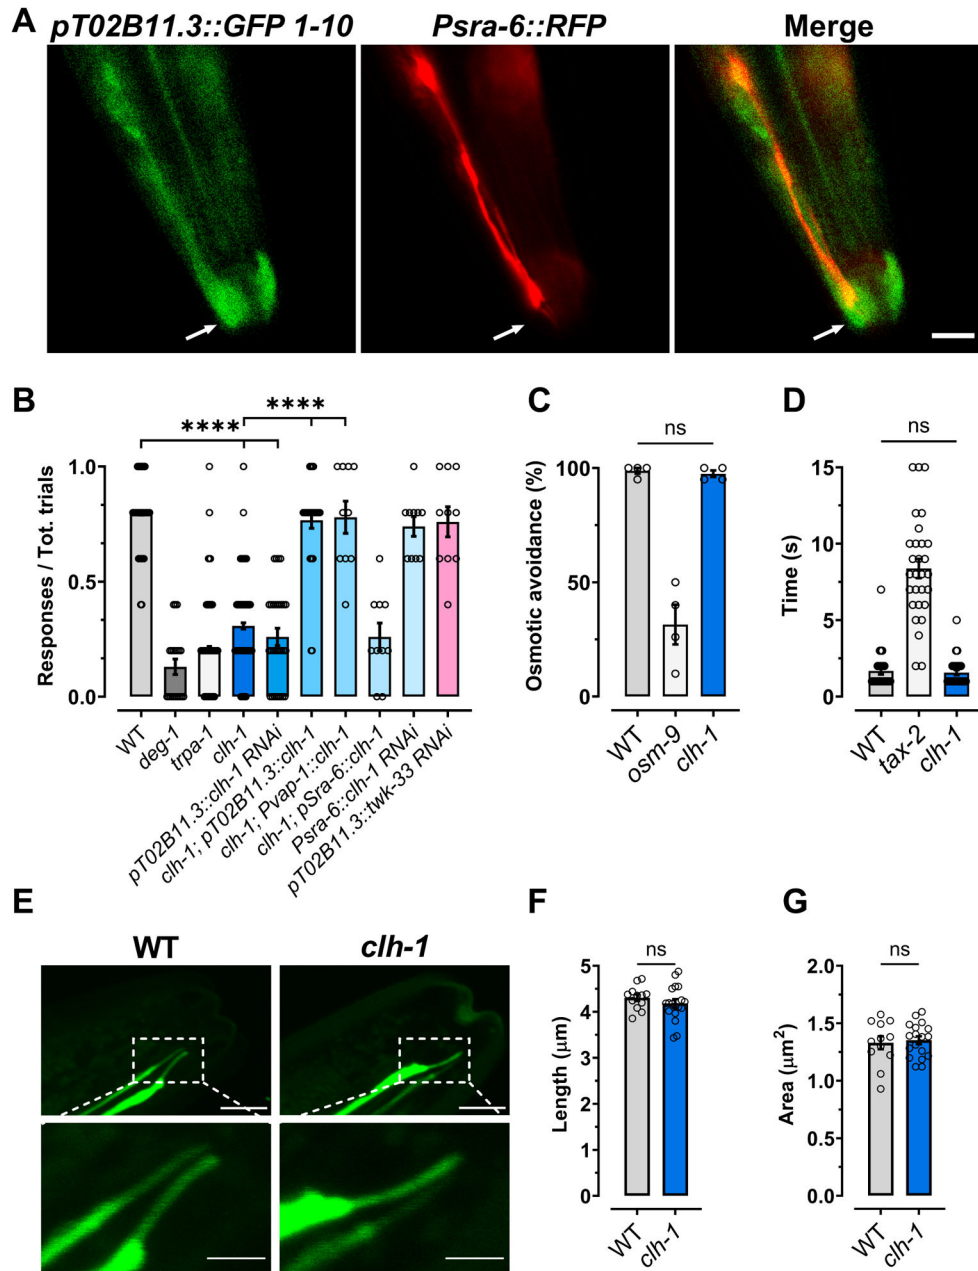 A
pT02B11.3::GFP 1-10
Psra-6::RFP
Merge
B
****
****
Responses / Tot. trials
1.0
0.5
0.0
WT
deg-1
trpa-1
clh-1
pT02B11.3::clh-1 RNAi
clh-1; pT02B11.3::clh-1
clh-1; Pvap-1::clh-1
clh-1; pSra-6::clh-1
Psra-6::clh-1 RNAi
pT02B11.3::twk-33 RNAi
C
ns
Osmotic avoidance (%)
100
50
0
WT
osm-9
clh-1
D
ns
Time (s)
15
10
5
0
WT
tax-2
clh-1
E
WT
clh-1
F
ns
Length (μm)
5
4
3
2
1
0
WT
clh-1
G
ns
Area (μm²)
2.0
1.5
1.0
0.5
0.0
WT
clh-1